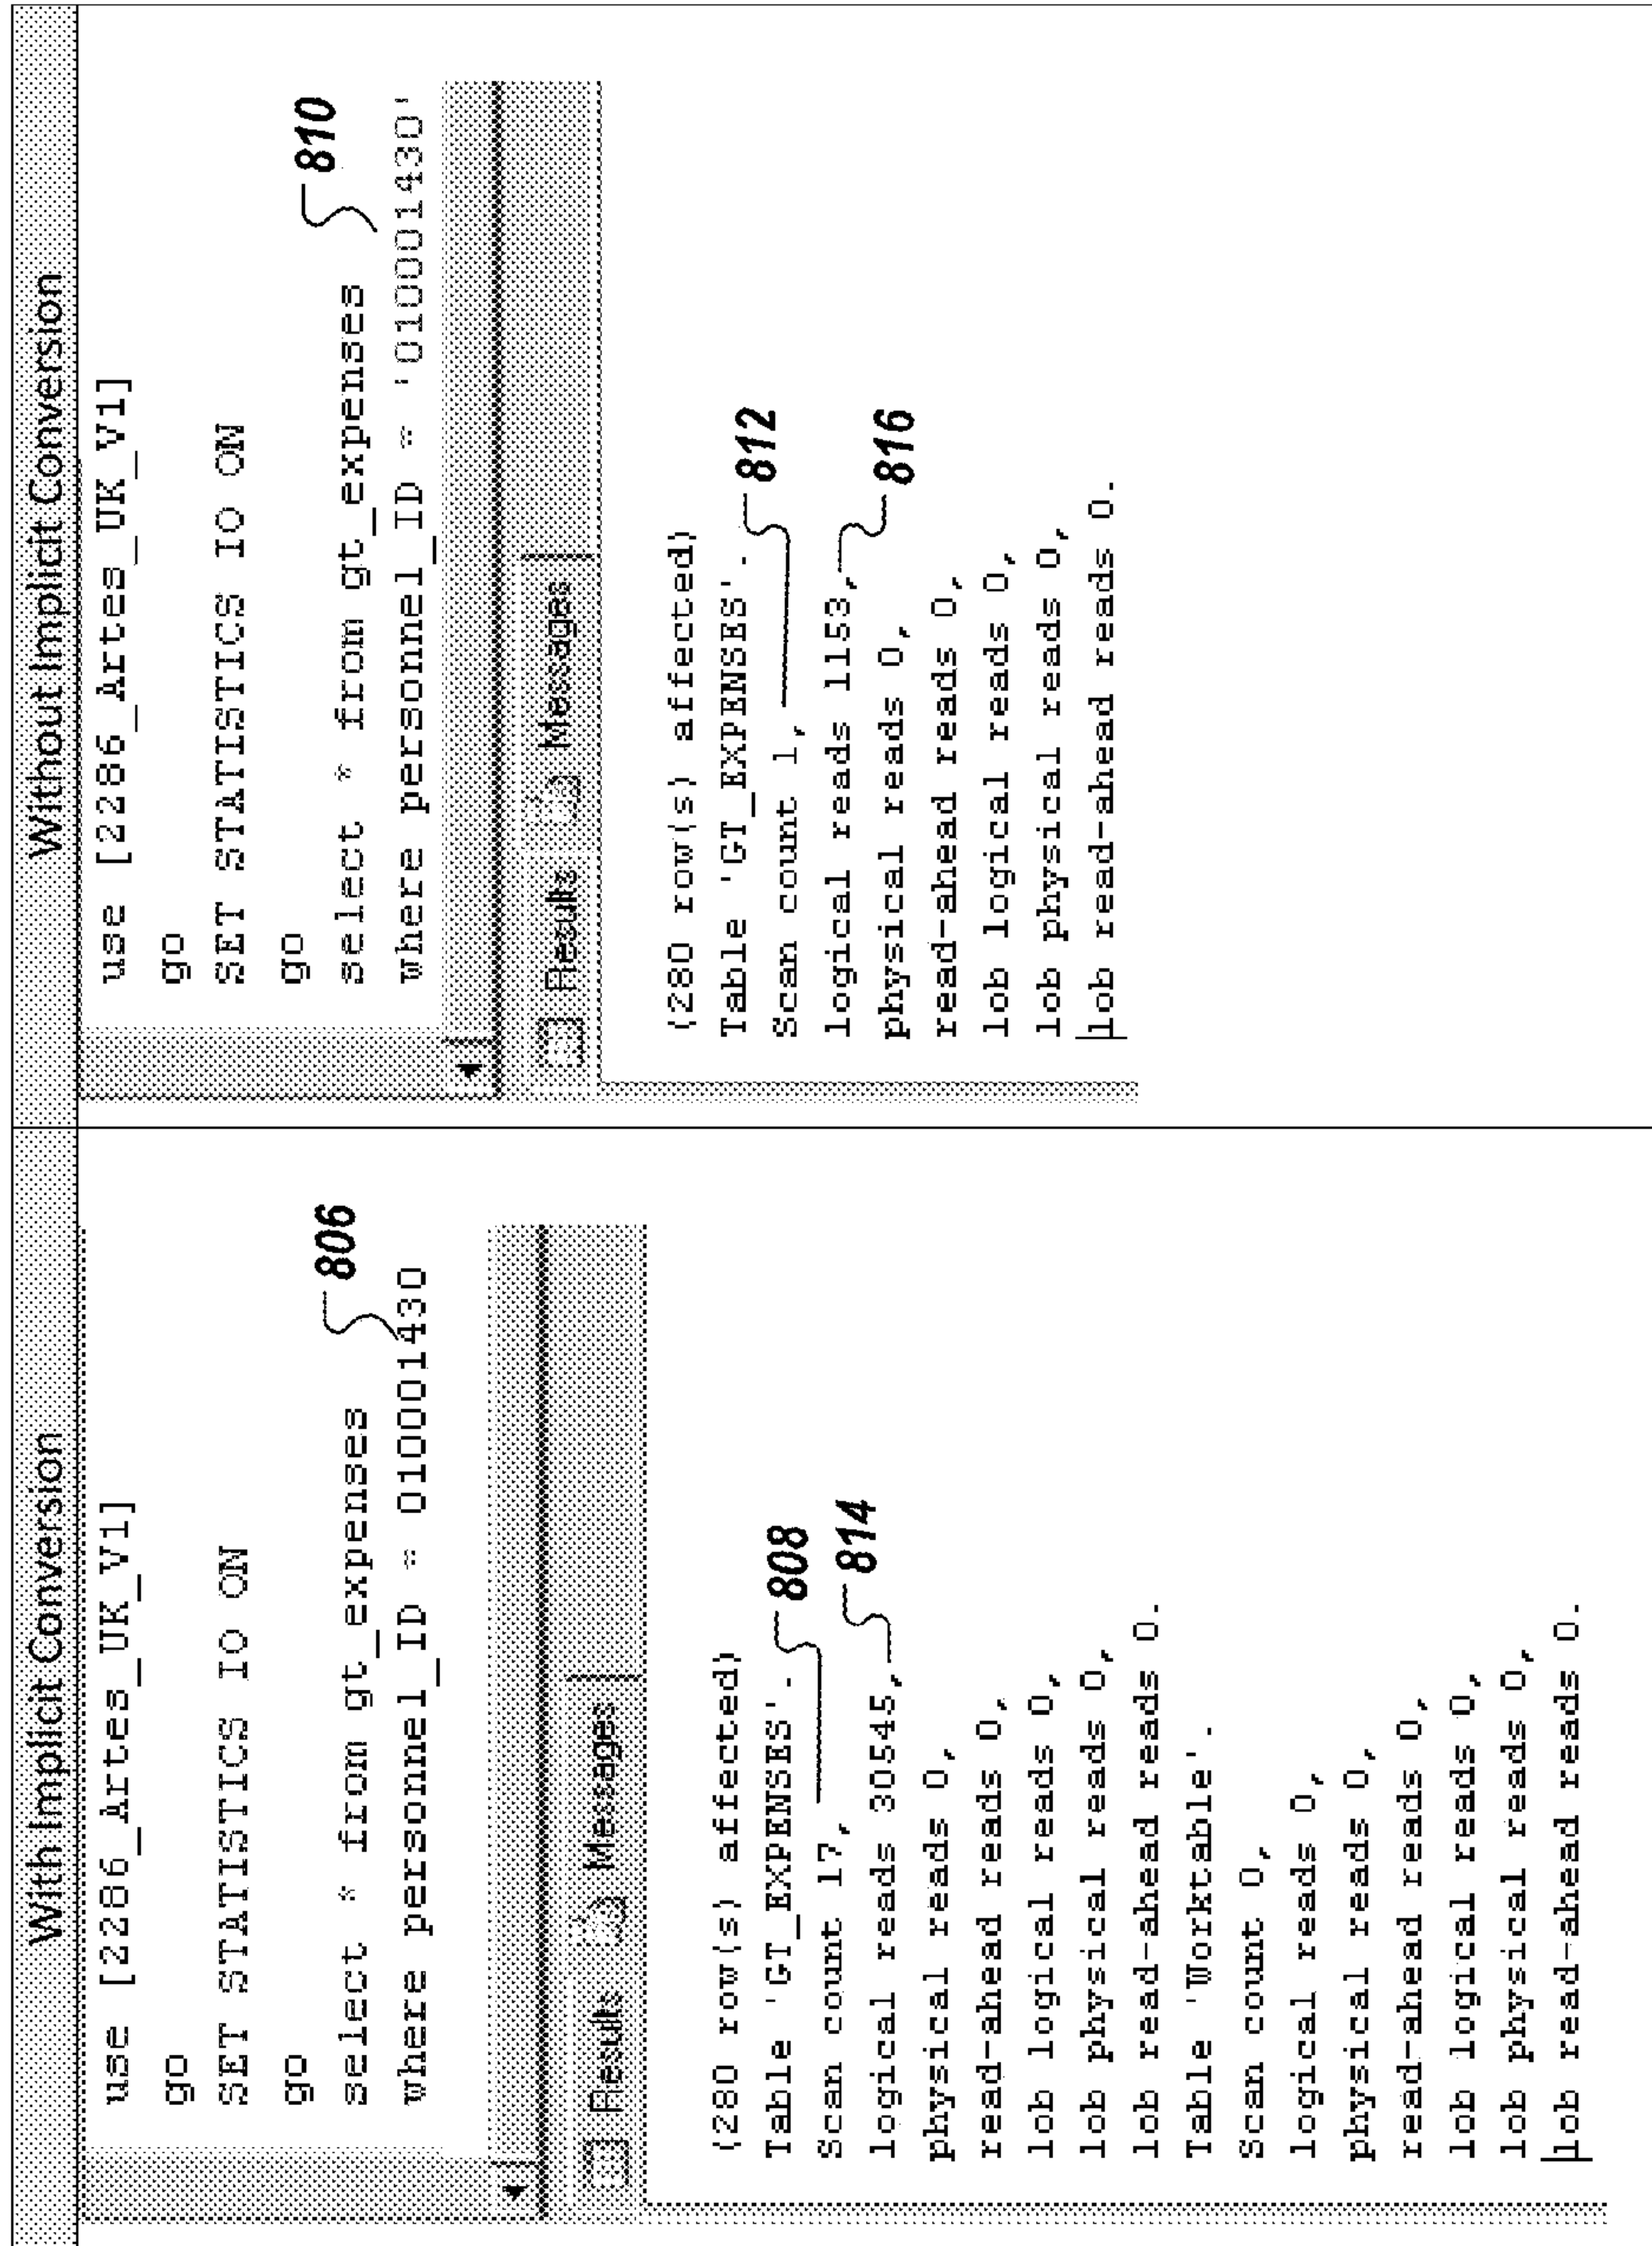 With Implicit Conversion
use [2286_Artes_UK_V1]
go
SET STATISTICS IO ON
go
select * from gt_expenses
where personnel_ID = 010001430
806
Results Messages
(280 row(s) affected)
Table 'GT_EXPENSES'.
Scan count 17,
808
logical reads 30545,
814
physical reads 0,
read-ahead reads 0,
lob logical reads 0,
lob physical reads 0,
lob read-ahead reads 0.
Table 'Worktable'.
Scan count 0,
logical reads 0,
physical reads 0,
read-ahead reads 0,
lob logical reads 0,
lob physical reads 0,
lob read-ahead reads 0.
Without Implicit Conversion
use [2286_Artes_UK_V1]
go
SET STATISTICS IO ON
go
select * from gt_expenses
810
where personnel_ID = '010001430'
Results Messages
(280 row(s) affected)
Table 'GT_EXPENSES'.
812
Scan count 1,
logical reads 1153,
816
physical reads 0,
read-ahead reads 0,
lob logical reads 0,
lob physical reads 0,
lob read-ahead reads 0.